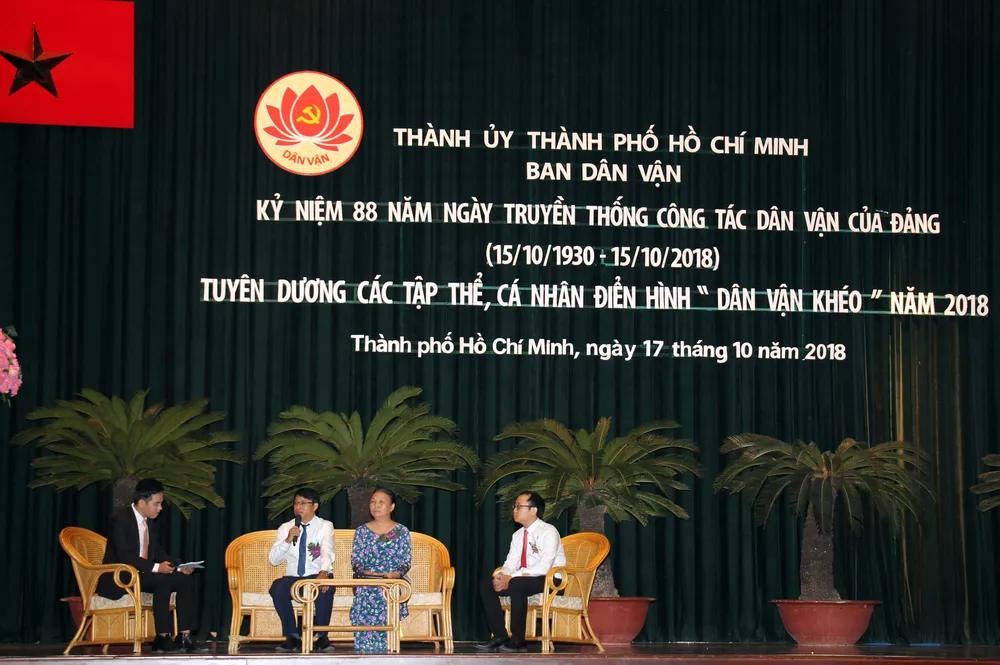 DÂN VẬN
THÀNH ỦY THÀNH PHỐ HỒ CHÍ MINH
BAN DÂN VẬN
KỶ NIỆM 88 NĂM NGÀY TRUYỀN THỐNG CÔNG TÁC DÂN VẬN CỦA ĐẢNG
(15/10/1930 - 15/10/2018)
TUYÊN DƯƠNG CÁC TẬP THỂ, CÁ NHÂN ĐIỂN HÌNH " DÂN VẬN KHÉO " NĂM 2018
Thành phố Hồ Chí Minh, ngày 17 tháng 10 năm 2018